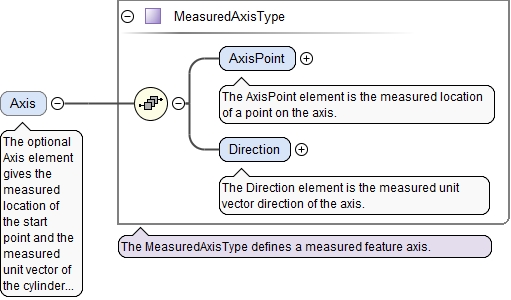 MeasuredAxisType
AxisPoint
The AxisPoint element is the measured location
of a point on the axis.
Axis
Direction
The Direction element is the measured unit
vector direction of the axis.
The optional
Axis element
gives the
measured
location of
the start
point and the
measured
unit vector of
the cylinder...
The MeasuredAxisType defines a measured feature axis.